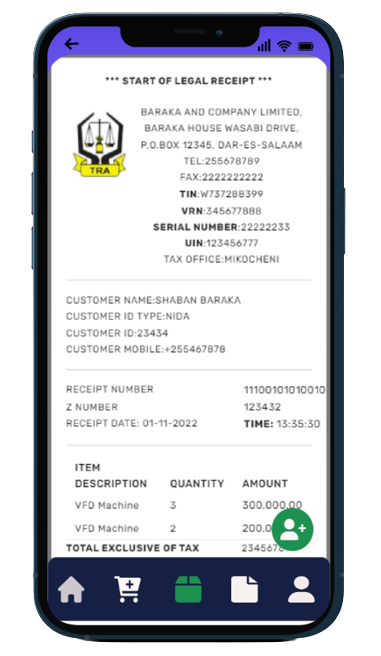 *** START OF LEGAL RECEIPT ***
TRA
BARAKA AND COMPANY LIMITED,
BARAKA HOUSE WASABI DRIVE,
P.O.BOX 12345, DAR-ES-SALAAM
TEL:255678789
FAX:2222222222
TIN:W737288399
VRN:345677888
SERIAL NUMBER:22222233
UIN:123456777
TAX OFFICE:MIKOCHENI
CUSTOMER NAME:SHABAN BARAKA
CUSTOMER ID TYPE:NIDA
CUSTOMER ID:23434
CUSTOMER MOBILE:+255467878
RECEIPT NUMBER 11100101010010
Z NUMBER 123432
RECEIPT DATE: 01-11-2022 TIME: 13:35:30
ITEM
DESCRIPTION QUANTITY AMOUNT
VFD Machine 3 300,000,00
VFD Machine 2 200,0
TOTAL EXCLUSIVE OF TAX 2345678